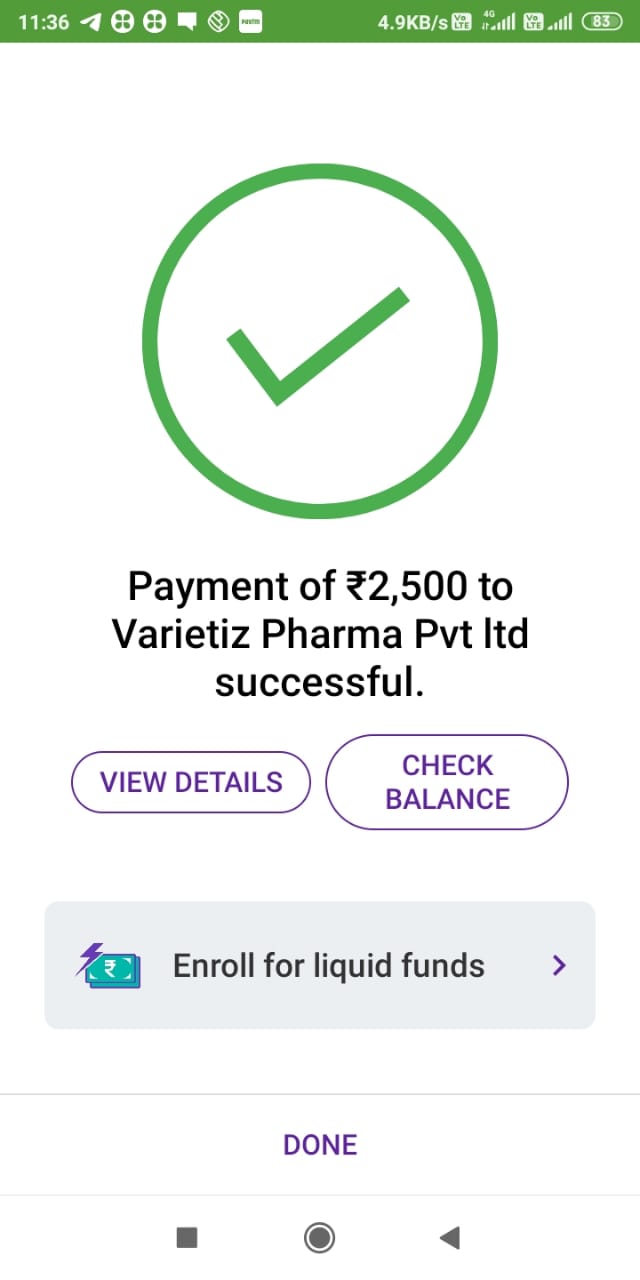 11:36 Paytm 4.9KB/s Vo LTE 4G Vo LTE 83
Payment of ₹2,500 to
Varietiz Pharma Pvt ltd
successful.
VIEW DETAILS
CHECK
BALANCE
₹ Enroll for liquid funds
DONE